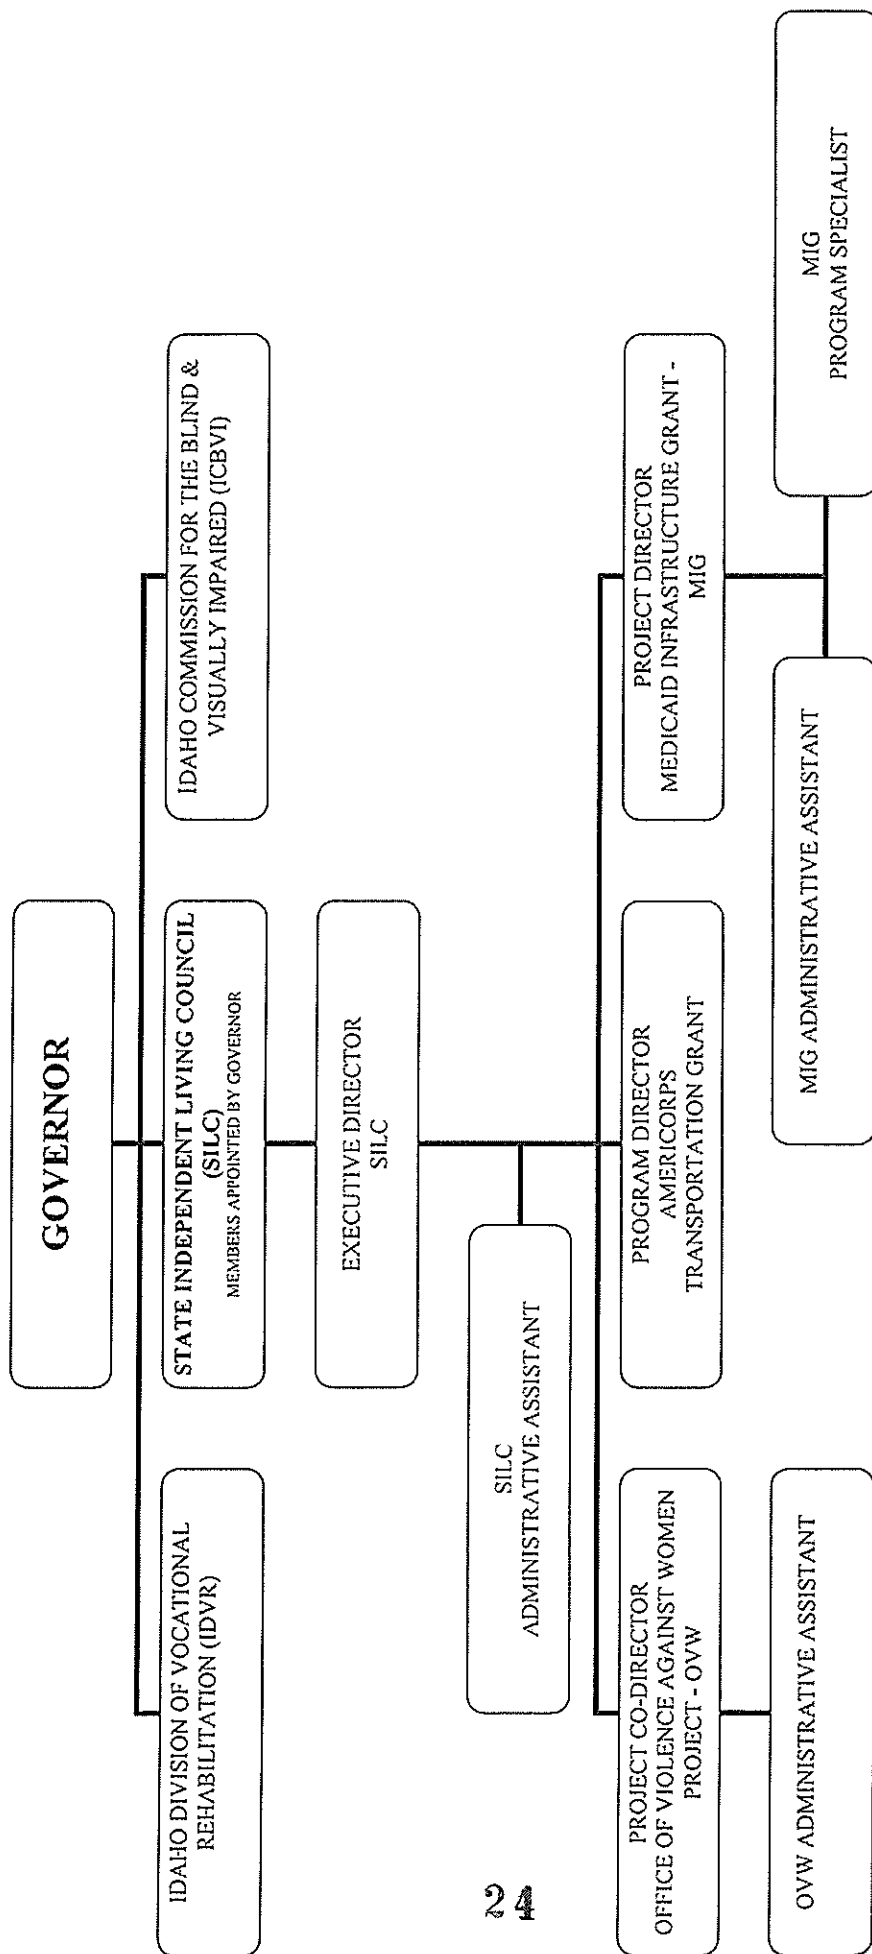 GOVERNOR
IDAHO DIVISION OF VOCATIONAL
REHABILITATION (IDVR)
STATE INDEPENDENT LIVING COUNCIL
(SILC)
MEMBERS APPOINTED BY GOVERNOR
IDAHO COMMISSION FOR THE BLIND &
VISUALLY IMPAIRED (ICBVI)
EXECUTIVE DIRECTOR
SILC
SILC
ADMINISTRATIVE ASSISTANT
PROJECT CO-DIRECTOR
OFFICE OF VIOLENCE AGAINST WOMEN
PROJECT - OVW
PROGRAM DIRECTOR
AMERICORPS
TRANSPORTATION GRANT
PROJECT DIRECTOR
MEDICAID INFRASTRUCTURE GRANT -
MIG
OVW ADMINISTRATIVE ASSISTANT
MIG ADMINISTRATIVE ASSISTANT
MIG
PROGRAM SPECIALIST
24